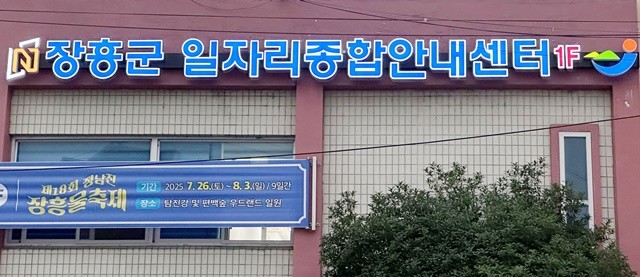 장흥군 일자리종합안내센터 1F
제18회 정남진
장흥물축제
기간 2025 7. 26.(토) ~ 8. 3.(일) / 9일간
장소 탐진강 및 편백숲 우드랜드 일원